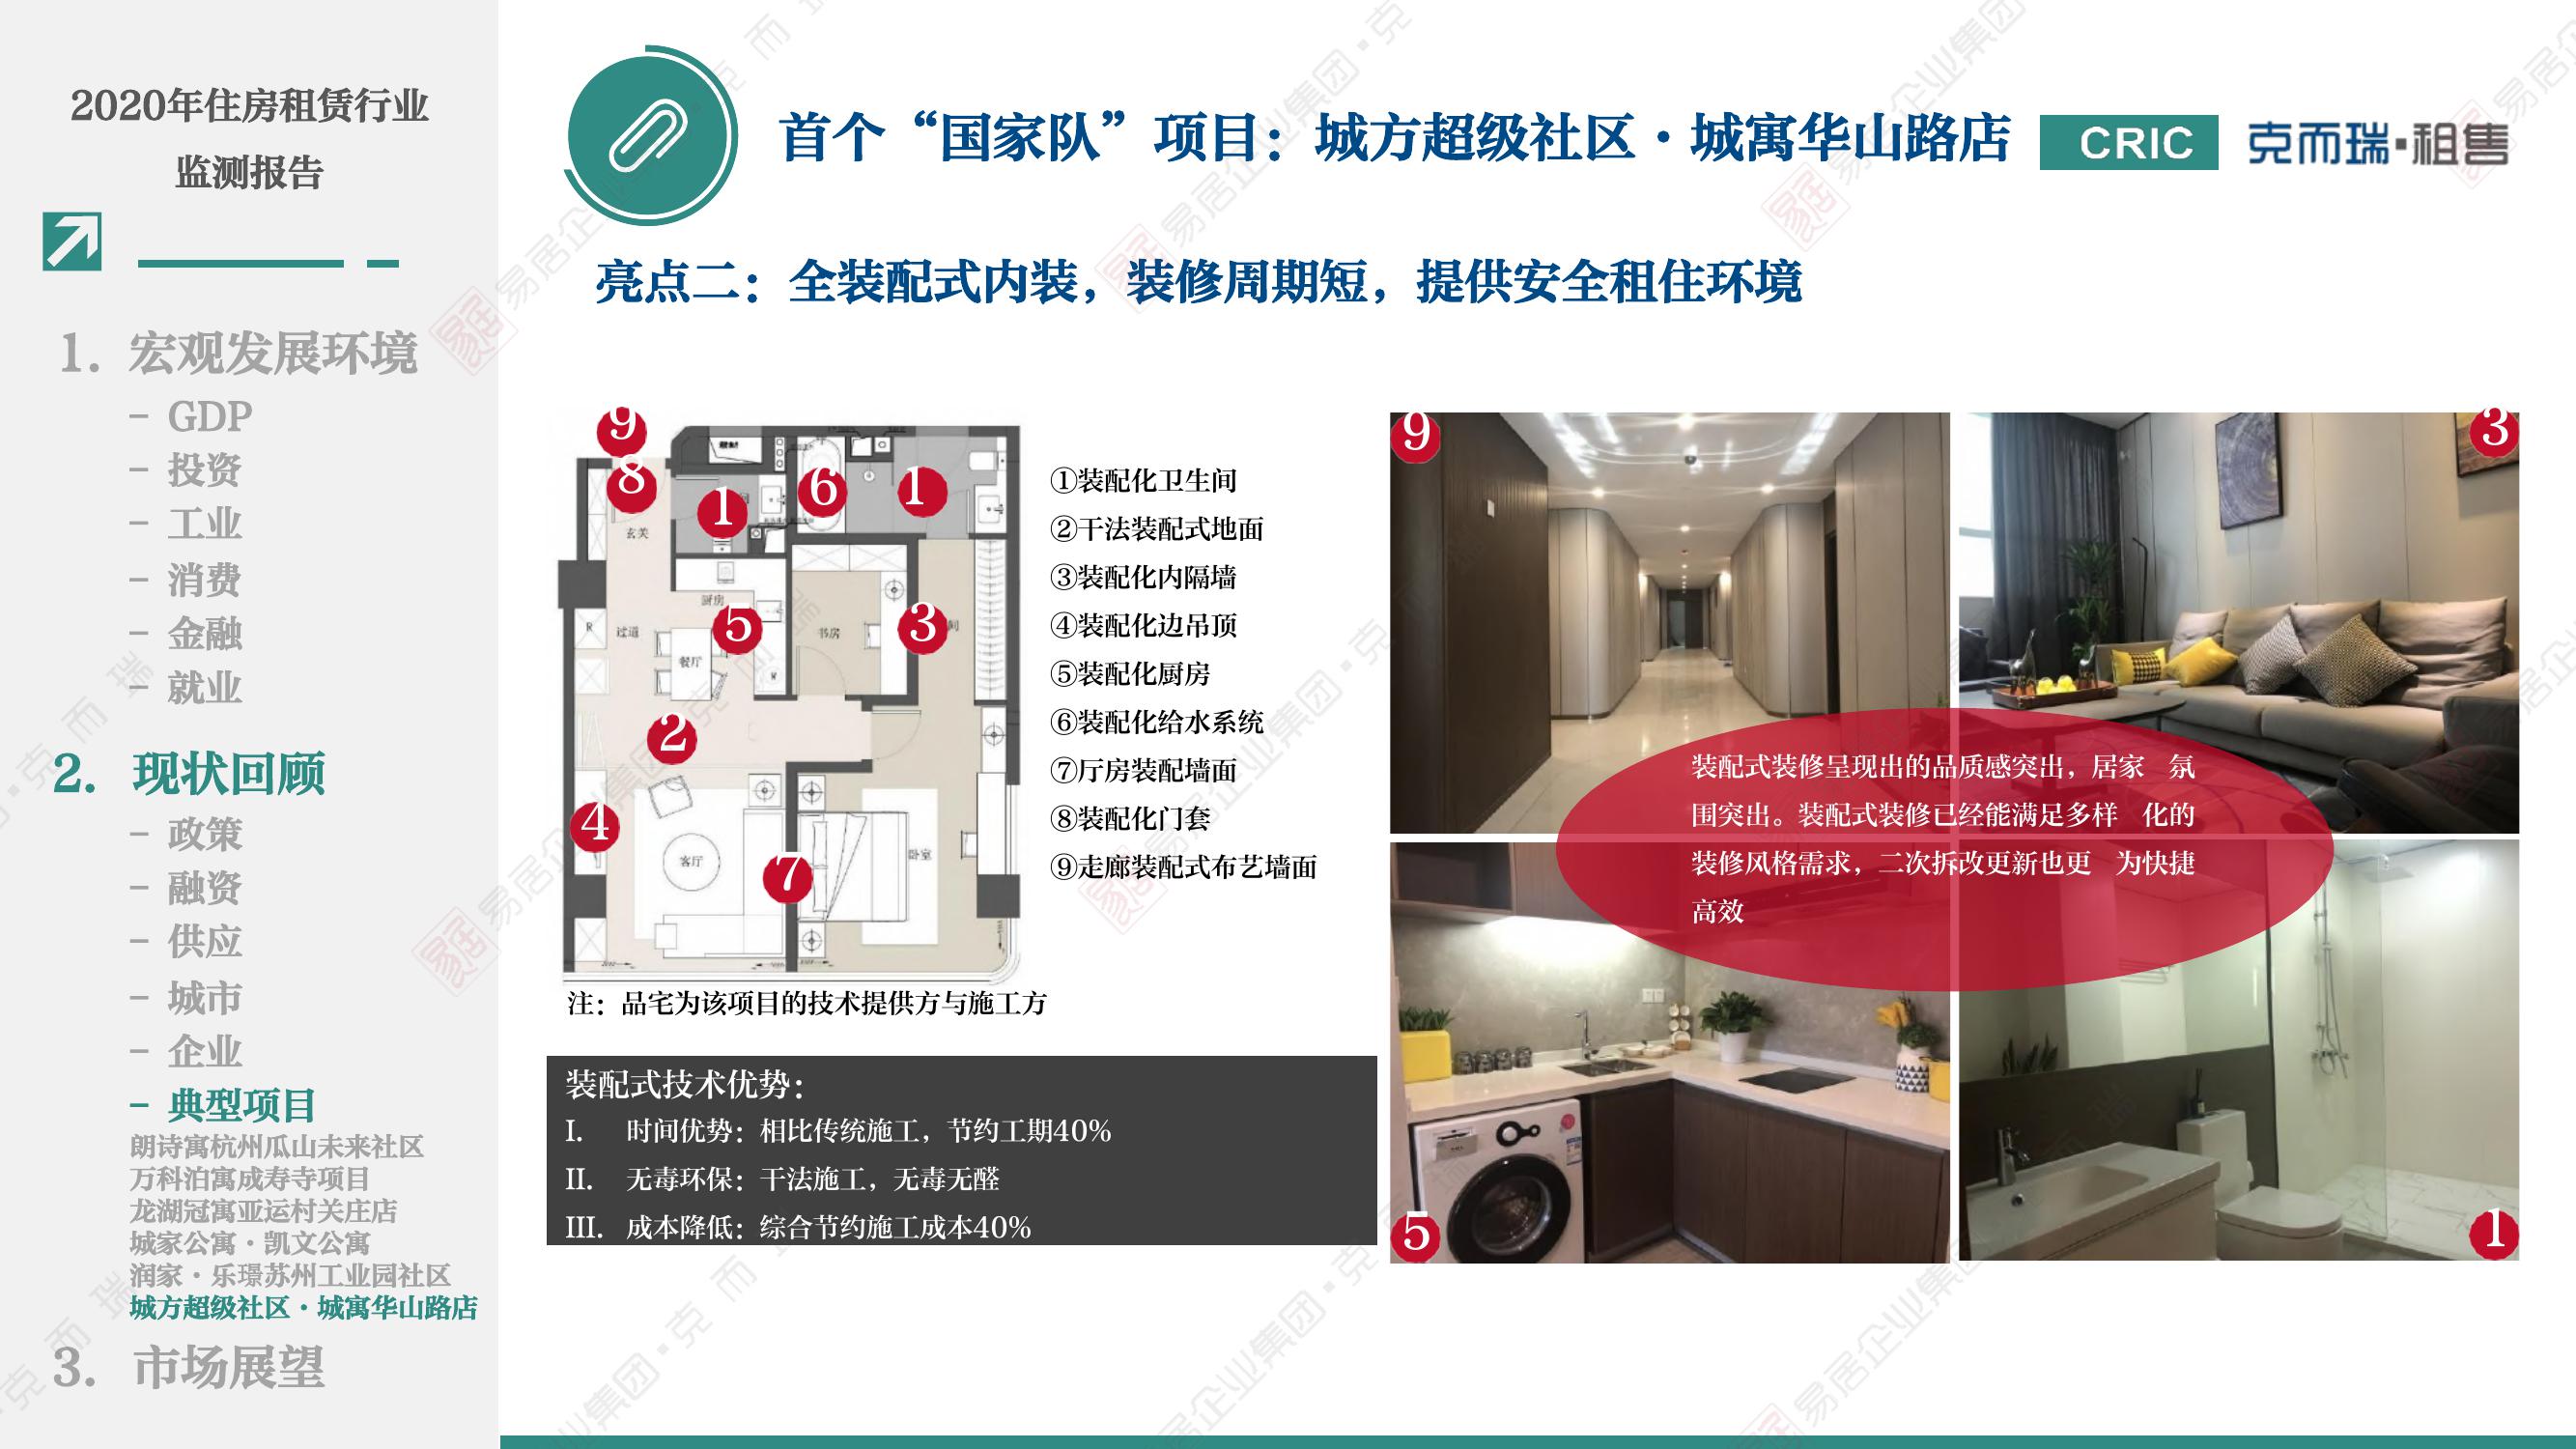 2020年住房租赁行业
监测报告
1. 宏观发展环境
– GDP
– 投资
– 工业
– 消费
– 金融
– 就业
2. 现状回顾
– 政策
– 融资
– 供应
– 城市
– 企业
– 典型项目
朗诗寓杭州瓜山未来社区
万科泊寓成寿寺项目
龙湖冠寓亚运村关庄店
城家公寓·凯文公寓
润家·乐璟苏州工业园社区
城方超级社区·城寓华山路店
3. 市场展望
首个“国家队”项目：城方超级社区·城寓华山路店
CRIC
克而瑞·租售
亮点二：全装配式内装，装修周期短，提供安全租住环境
9
8
1
6
1
玄关
厨房
5
3
间
R
过道
餐厅
书房
W
2
4
客厅
7
卧室
①装配化卫生间
②干法装配式地面
③装配化内隔墙
④装配化边吊顶
⑤装配化厨房
⑥装配化给水系统
⑦厅房装配墙面
⑧装配化门套
⑨走廊装配式布艺墙面
注：品宅为该项目的技术提供方与施工方
装配式技术优势：
I. 时间优势：相比传统施工，节约工期40%
II. 无毒环保：干法施工，无毒无醛
III. 成本降低：综合节约施工成本40%
9
3
装配式装修呈现出的品质感突出，居家 氛
围突出。装配式装修已经能满足多样 化的
装修风格需求，二次拆改更新也更 为快捷
高效
5
1
易居企业集团·克而瑞